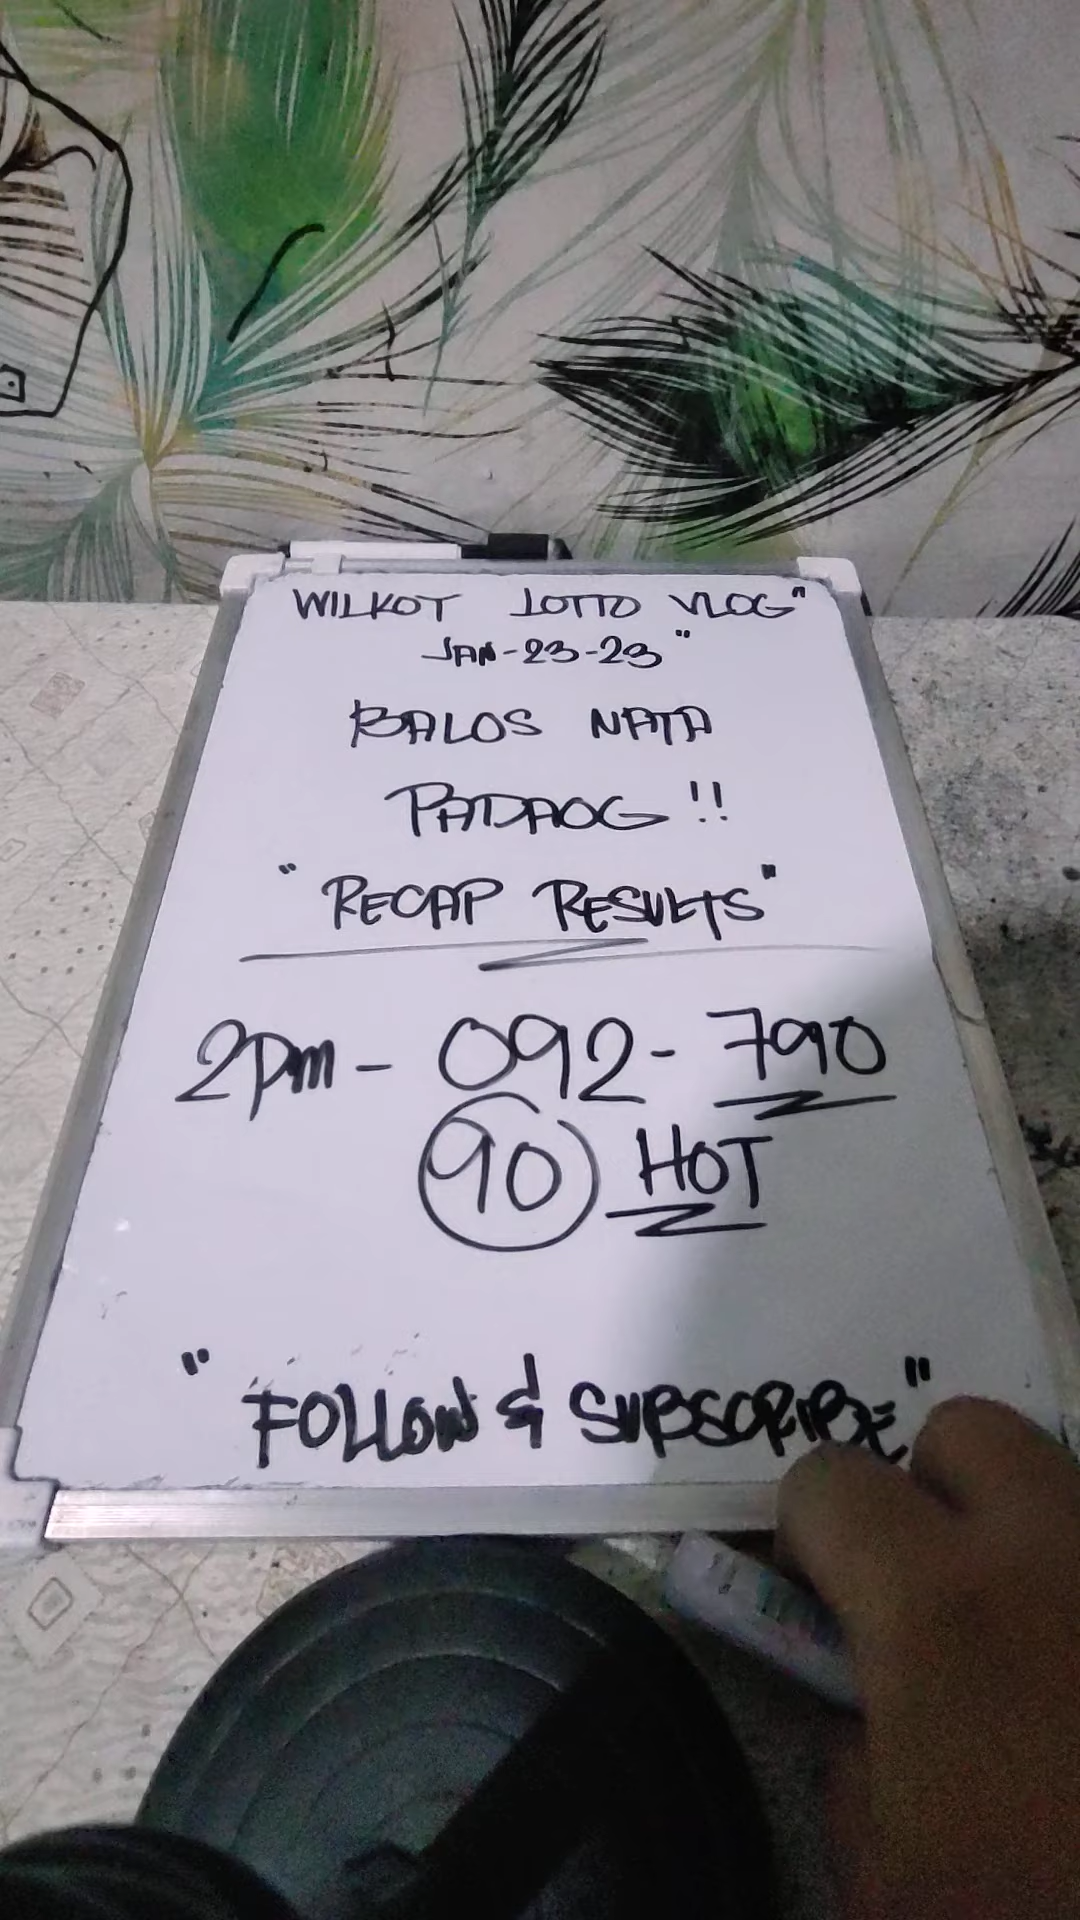 WILKOT LOTTO VLOG"
JAN-23-23"
BALOS NATA
PADAOG!!
"RECAP RESULTS"
2pm - 092 - 790
90 HOT
"FOLLOW & SUBSCRIBE"